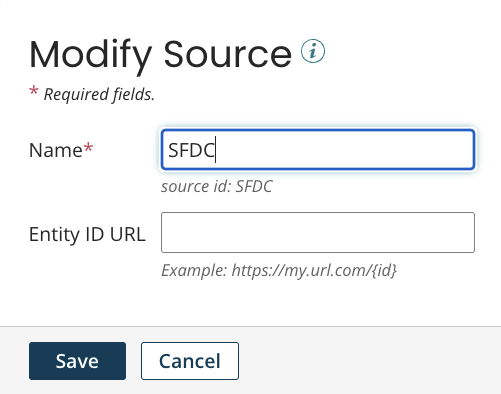 Modify Source i
* Required fields.
Name* SFDC
source id: SFDC
Entity ID URL
Example: https://my.url.com/{id}
Save Cancel